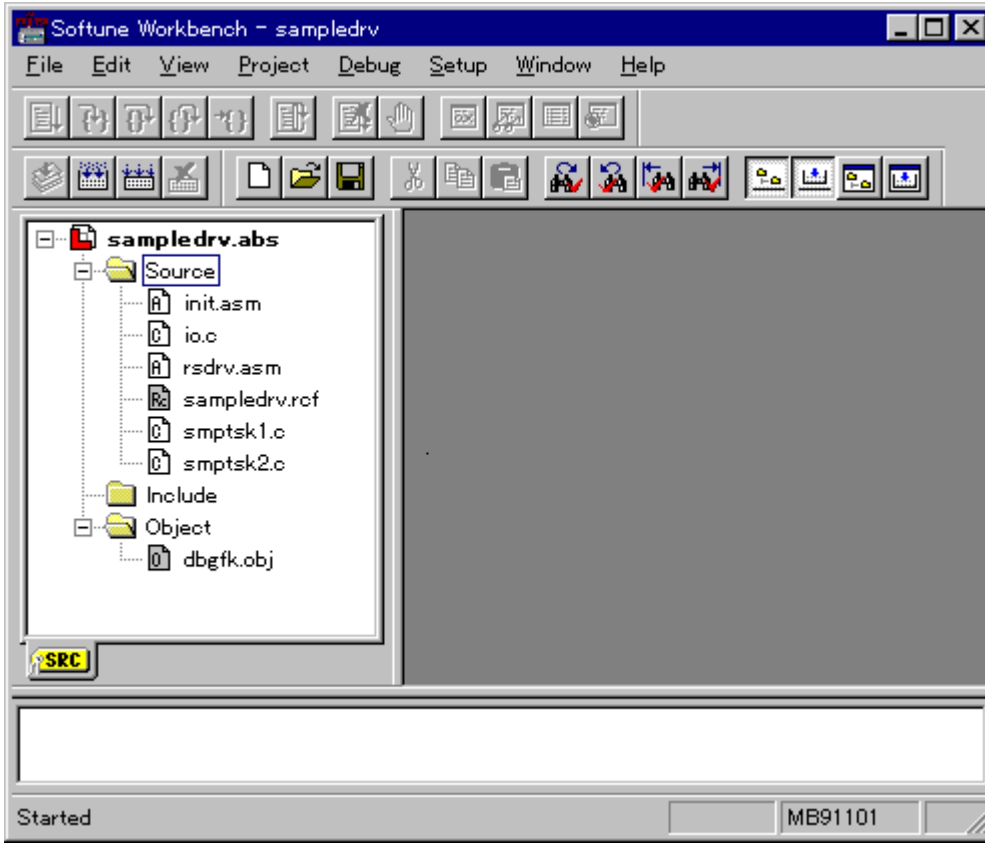 Softune Workbench - sampledrv
File Edit View Project Debug Setup Window Help
sampledrv.abs
Source
init.asm
io.c
rsdrv.asm
sampledrv.rcf
smptsk1.c
smptsk2.c
Include
Object
dbgfk.obj
SRC
Started MB91101